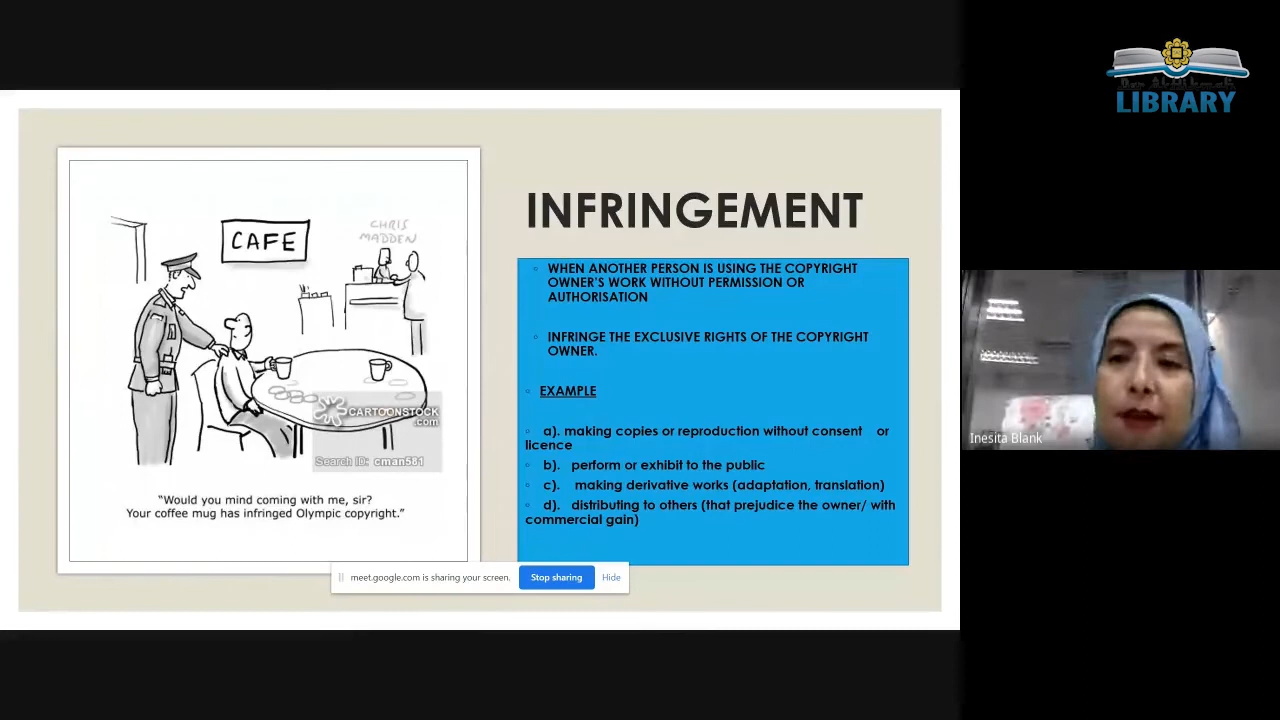 LIBRARY
CAFE
CHRIS
MADDEN
CARTOONSTOCK
.com
Search ID: cman581
"Would you mind coming with me, sir?
Your coffee mug has infringed Olympic copyright."
INFRINGEMENT
WHEN ANOTHER PERSON IS USING THE COPYRIGHT
OWNER'S WORK WITHOUT PERMISSION OR
AUTHORISATION
INFRINGE THE EXCLUSIVE RIGHTS OF THE COPYRIGHT
OWNER.
EXAMPLE
a). making copies or reproduction without consent or
licence
b). perform or exhibit to the public
c). making derivative works (adaptation, translation)
d). distributing to others (that prejudice the owner/ with
commercial gain)
meet.google.com is sharing your screen. Stop sharing Hide
Inesita Blank